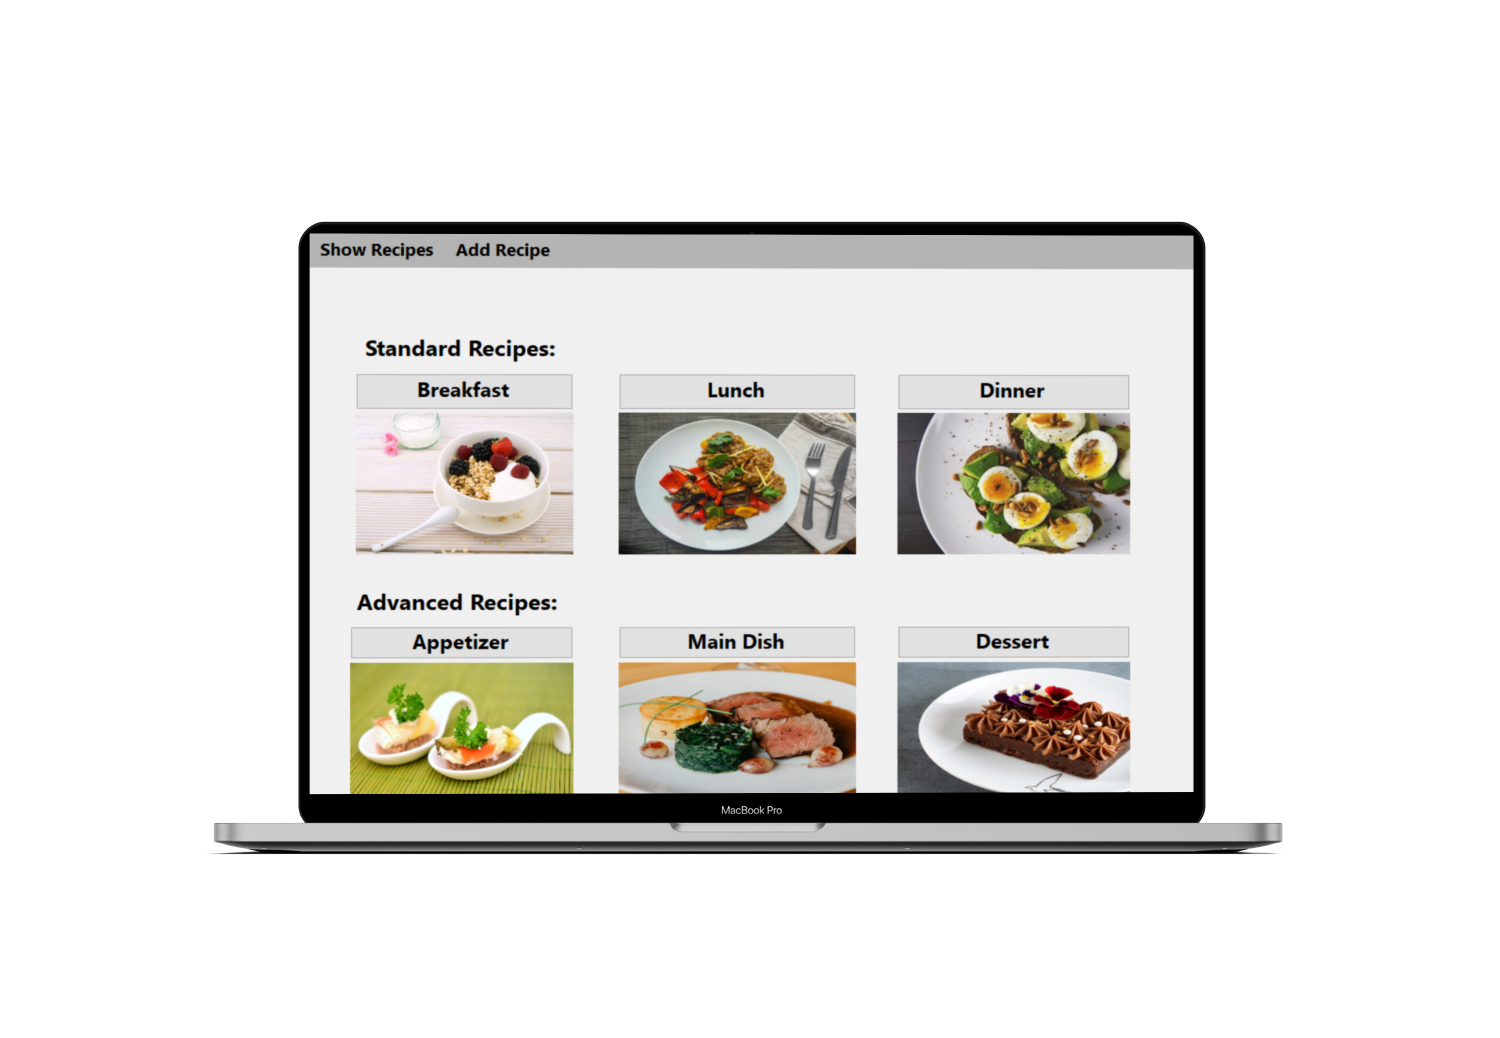 Show Recipes Add Recipe
Standard Recipes:
Breakfast Lunch Dinner
Advanced Recipes:
Appetizer Main Dish Dessert
MacBook Pro